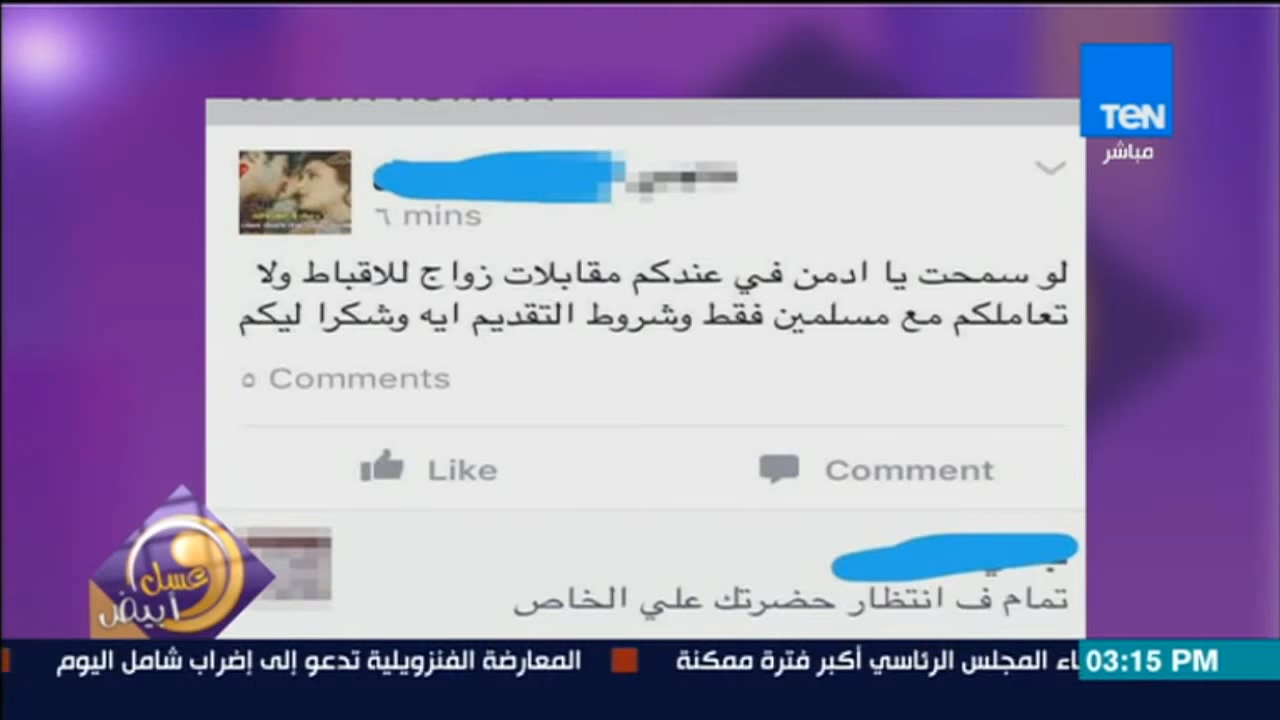 TEN
مباشر
٦ mins
لو سمحت يا ادمن في عندكم مقابلات زواج للاقباط ولا
تعاملكم مع مسلمين فقط وشروط التقديم ايه وشكرا ليكم
٥ Comments
Like
Comment
تمام ف انتظار حضرتك علي الخاص
عسل
أبيض
03:15 PM
المجلس الرئاسي أكبر فترة ممكنة
المعارضة الفنزويلية تدعو إلى إضراب شامل اليوم